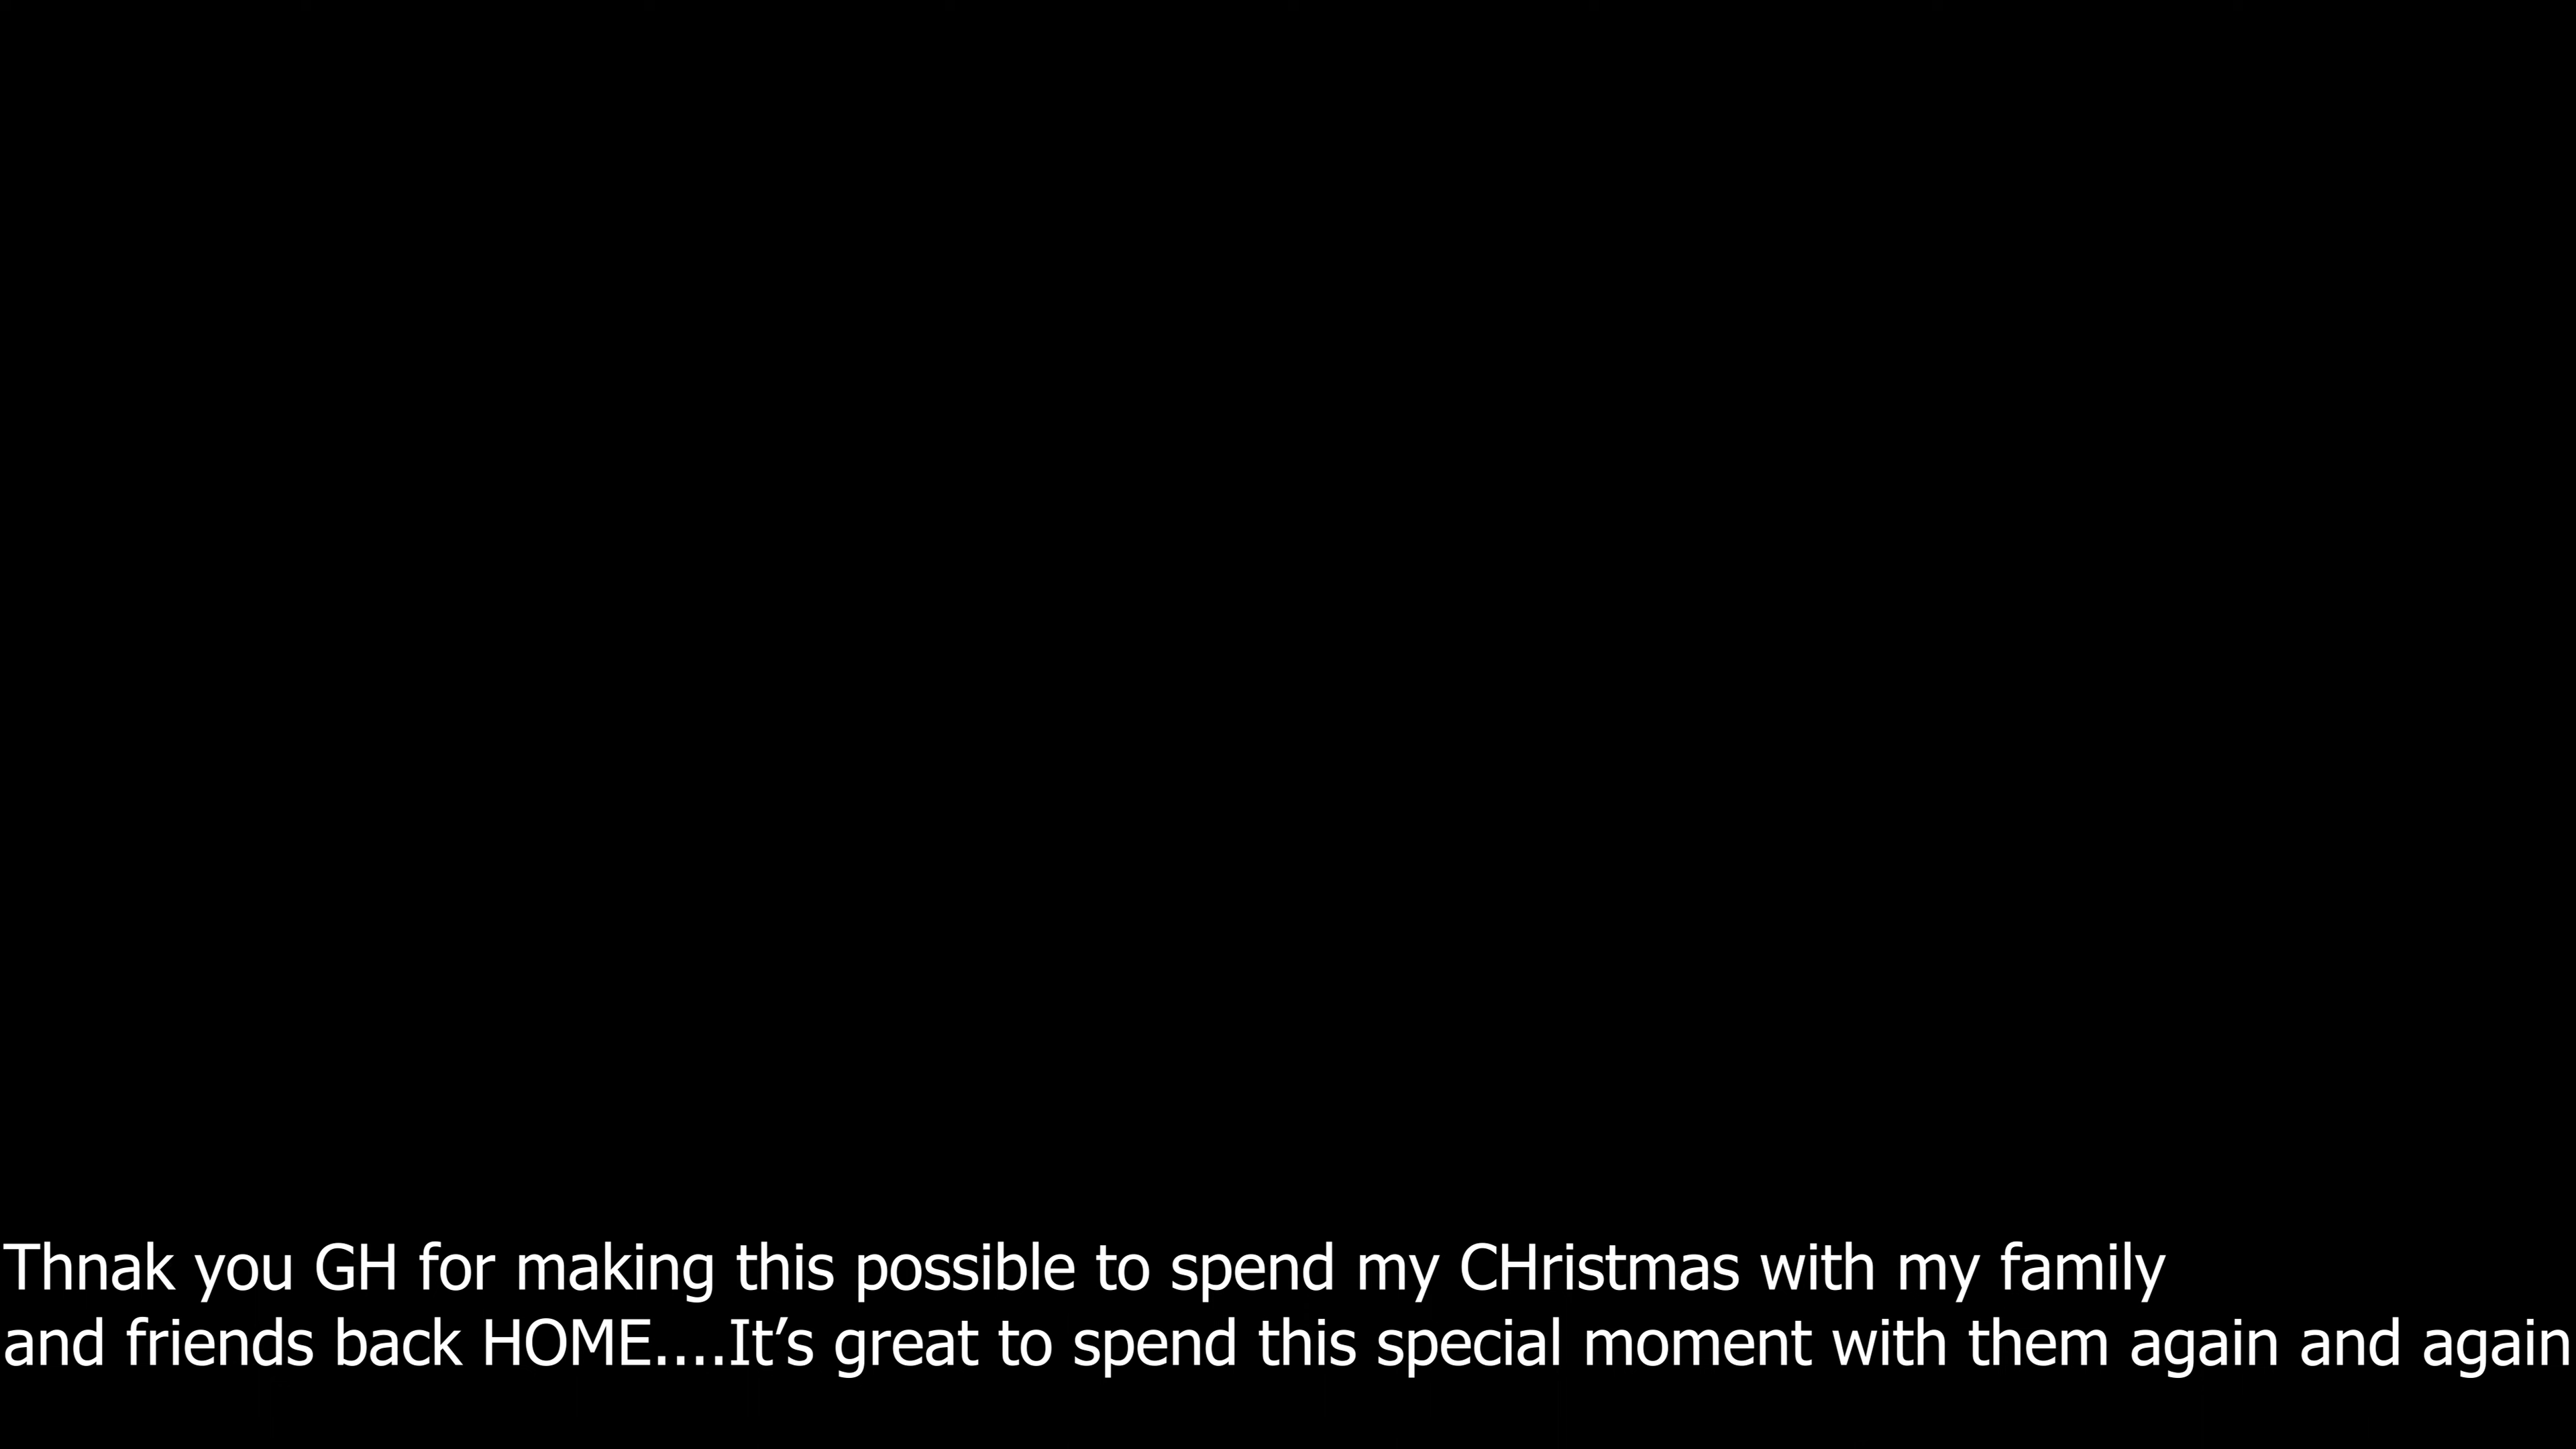 Thnak you GH for making this possible to spend my CHristmas with my family
and friends back HOME....It’s great to spend this special moment with them again and again